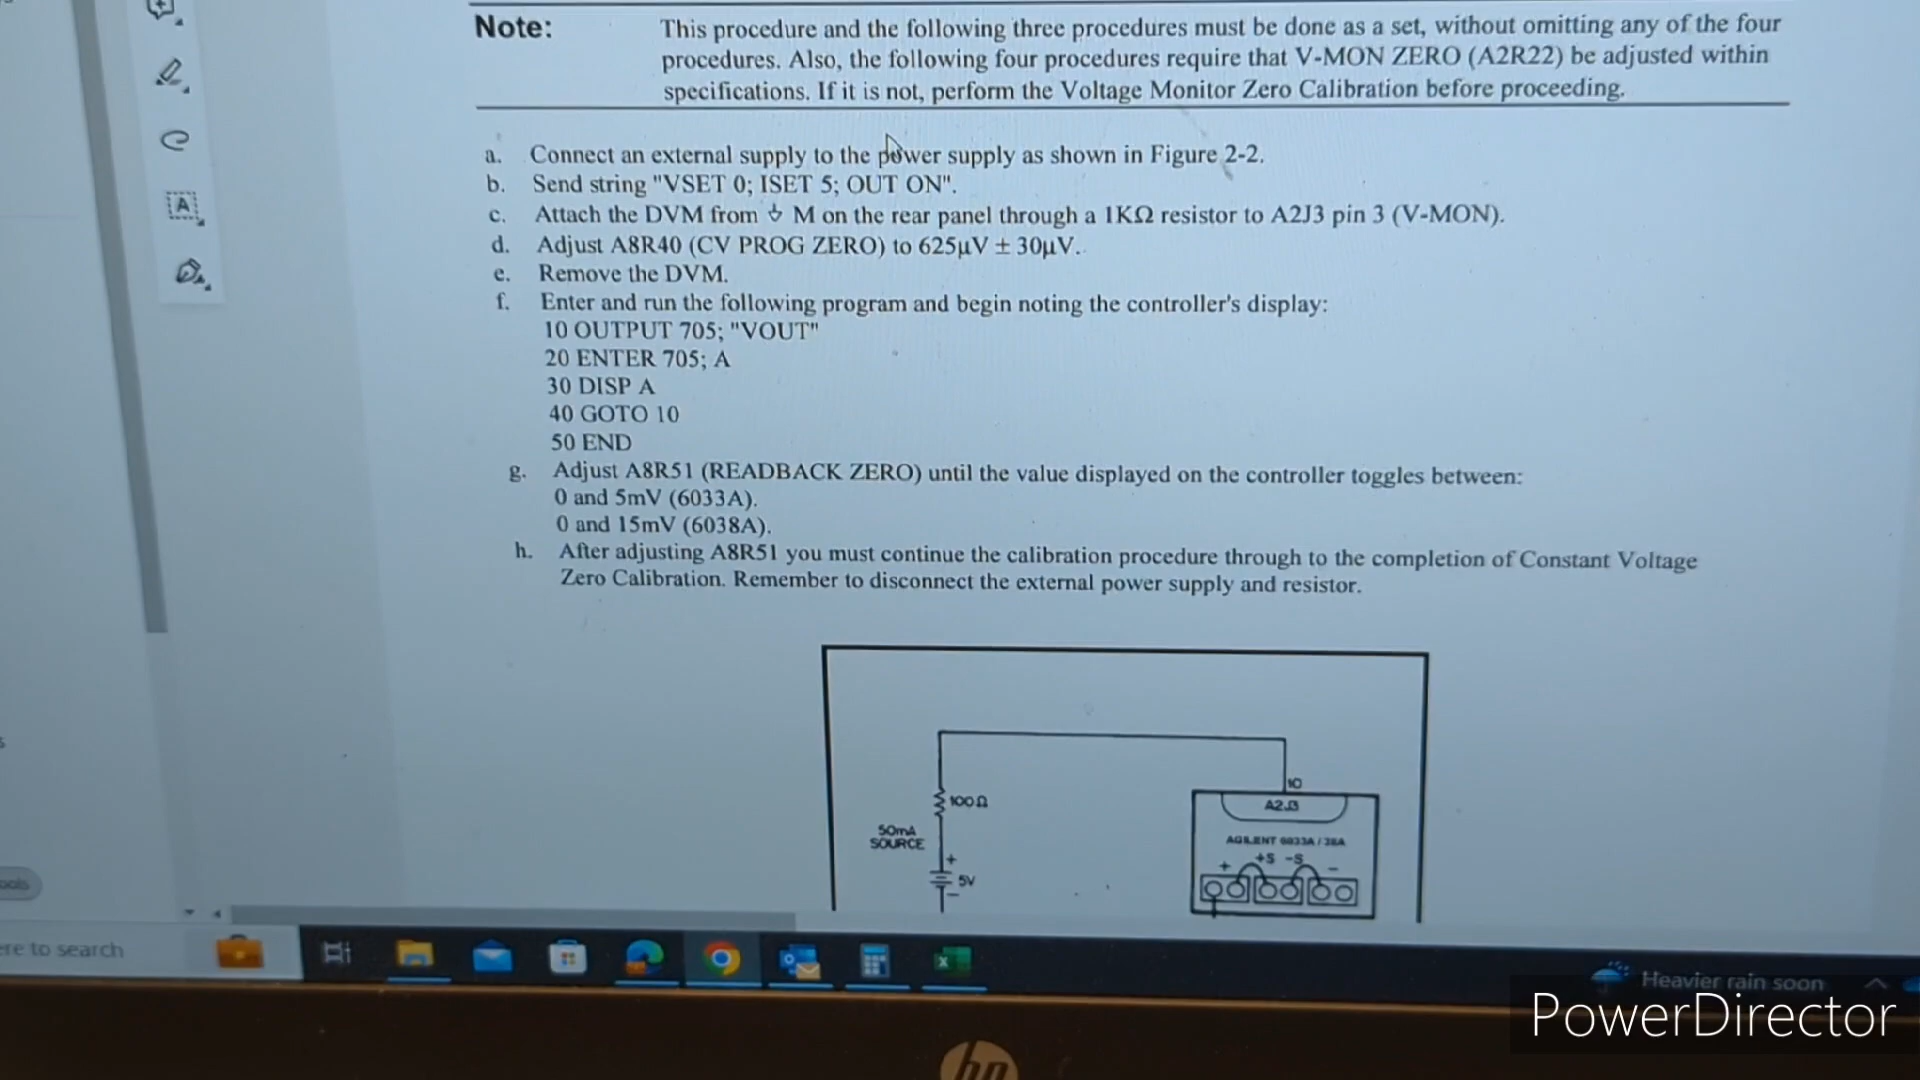 Note: This procedure and the following three procedures must be done as a set, without omitting any of the four
procedures. Also, the following four procedures require that V-MON ZERO (A2R22) be adjusted within
specifications. If it is not, perform the Voltage Monitor Zero Calibration before proceeding.
a. Connect an external supply to the power supply as shown in Figure 2-2.
b. Send string "VSET 0; ISET 5; OUT ON".
c. Attach the DVM from M on the rear panel through a 1KΩ resistor to A2J3 pin 3 (V-MON).
d. Adjust A8R40 (CV PROG ZERO) to 625µV ± 30µV.
e. Remove the DVM.
f. Enter and run the following program and begin noting the controller's display:
10 OUTPUT 705; "VOUT"
20 ENTER 705; A
30 DISP A
40 GOTO 10
50 END
g. Adjust A8R51 (READBACK ZERO) until the value displayed on the controller toggles between:
0 and 5mV (6033A).
0 and 15mV (6038A).
h. After adjusting A8R51 you must continue the calibration procedure through to the completion of Constant Voltage
Zero Calibration. Remember to disconnect the external power supply and resistor.
10
100Ω
A2J3
50mA
SOURCE
AGILENT 6033A / 38A
+ +S -S -
+
5V
-
ere to search
Heavier rain soon
PowerDirector
hp